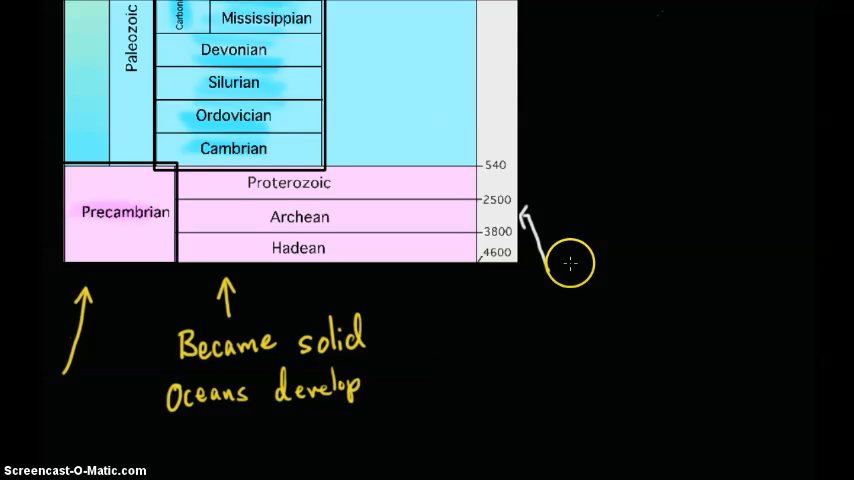 Paleozoic
Carbon
Mississippian
Devonian
Silurian
Ordovician
Cambrian
540
Precambrian
Proterozoic
2500
Archean
3800
Hadean
4600
Became solid
Oceans develop
Screencast-O-Matic.com